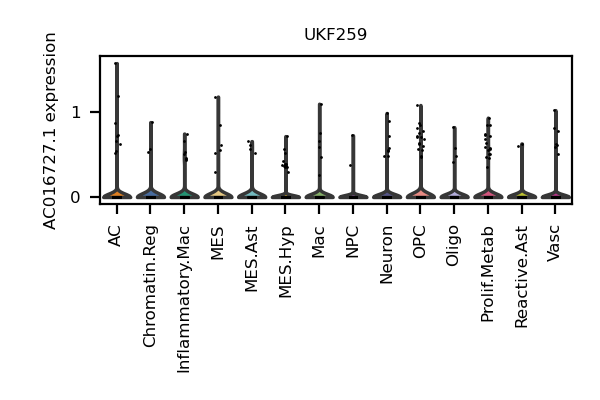 UKF259
AC016727.1 expression
1
0
AC
Chromatin.Reg
Inflammatory.Mac
MES
MES.Ast
MES.Hyp
Mac
NPC
Neuron
OPC
Oligo
Prolif.Metab
Reactive.Ast
Vasc